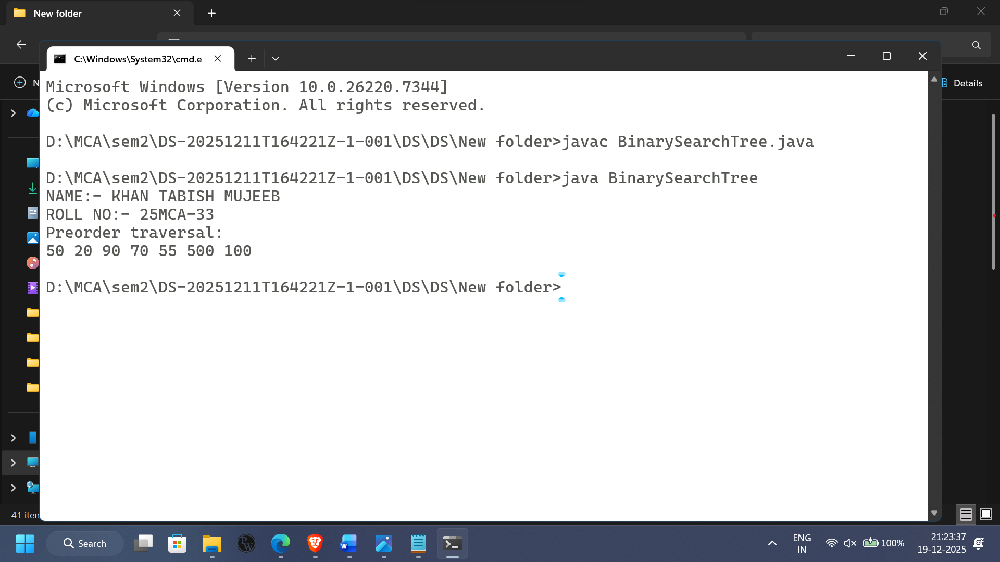 New folder
C:\Windows\System32\cmd.e
Details
Microsoft Windows [Version 10.0.26220.7344]
(c) Microsoft Corporation. All rights reserved.
D:\MCA\sem2\DS-20251211T164221Z-1-001\DS\DS\New folder>javac BinarySearchTree.java
D:\MCA\sem2\DS-20251211T164221Z-1-001\DS\DS\New folder>java BinarySearchTree
NAME:- KHAN TABISH MUJEEB
ROLL NO:- 25MCA-33
Preorder traversal:
50 20 90 70 55 500 100
D:\MCA\sem2\DS-20251211T164221Z-1-001\DS\DS\New folder>
41 iten
Search
ENG
IN
100%
21:23:37
19-12-2025